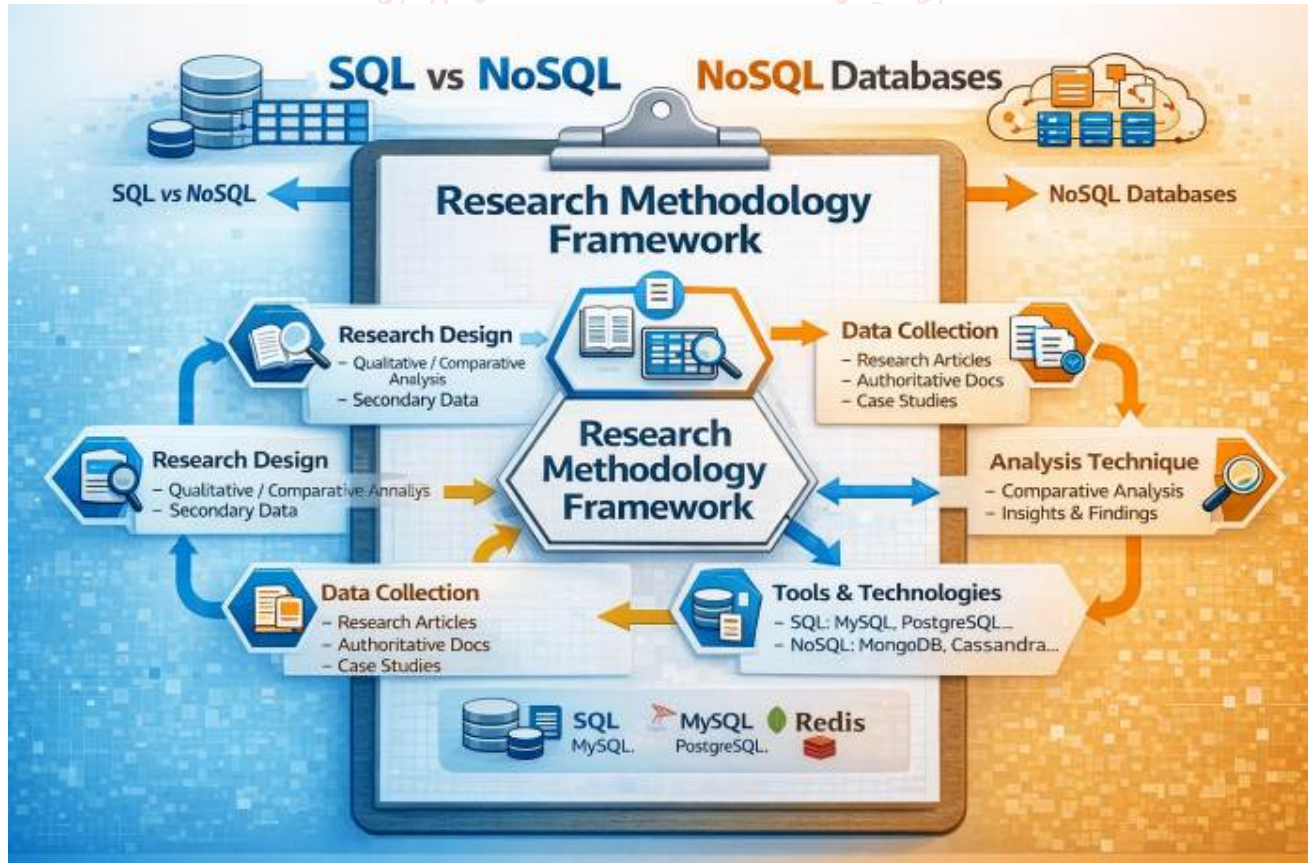 SQL vs NoSQL
NoSQL Databases
SQL vs NoSQL
NoSQL Databases
Research Methodology
Framework
Research Design
– Qualitative / Comparative
Analysis
– Secondary Data
Data Collection
– Research Articles
– Authoritative Docs
– Case Studies
Research
Methodology
Framework
Research Design
– Qualitative / Comparative Annallys
– Secondary Data
Analysis Technique
– Comparative Analysis
– Insights & Findings
Data Collection
– Research Articles
– Authoritative Docs
– Case Studies
Tools & Technologies
– SQL: MySQL, PostgreSQL...
– NoSQL: MongoDB, Cassandra...
SQL
MySQL.
MySQL
PostgreSQL.
Redis